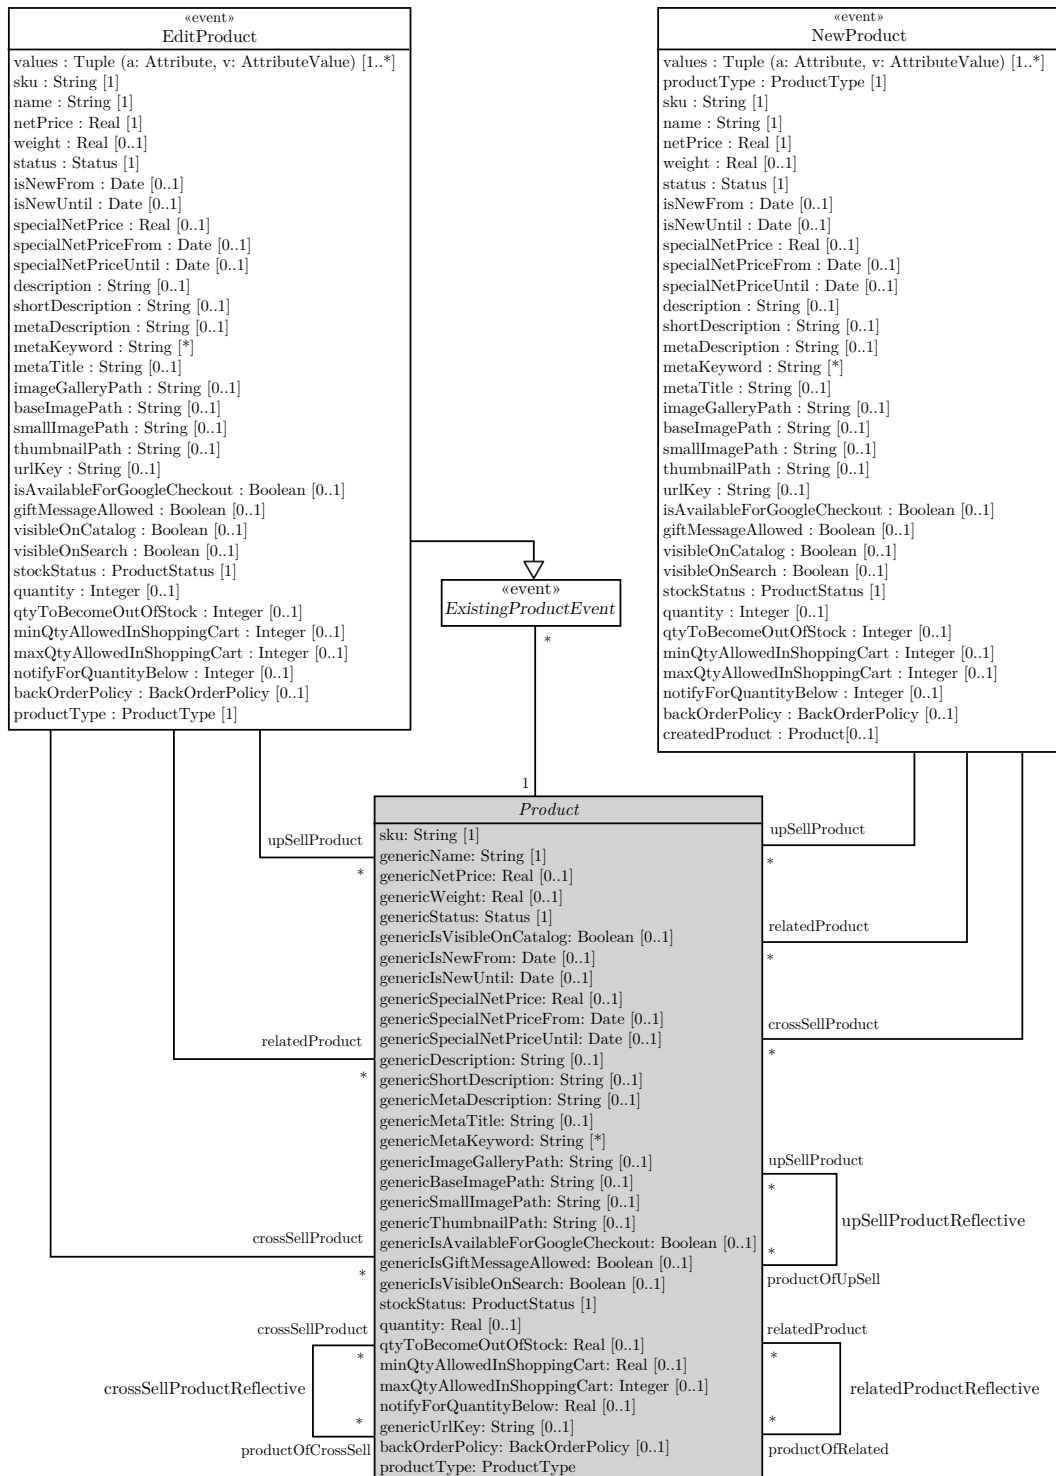 «event»
EditProduct
values : Tuple (a: Attribute, v: AttributeValue) [1..*]
sku : String [1]
name : String [1]
netPrice : Real [1]
weight : Real [0..1]
status : Status [1]
isNewFrom : Date [0..1]
isNewUntil : Date [0..1]
specialNetPrice : Real [0..1]
specialNetPriceFrom : Date [0..1]
specialNetPriceUntil : Date [0..1]
description : String [0..1]
shortDescription : String [0..1]
metaDescription : String [0..1]
metaKeyword : String [*]
metaTitle : String [0..1]
imageGalleryPath : String [0..1]
baseImagePath : String [0..1]
smallImagePath : String [0..1]
thumbnailPath : String [0..1]
urlKey : String [0..1]
isAvailableForGoogleCheckout : Boolean [0..1]
giftMessageAllowed : Boolean [0..1]
visibleOnCatalog : Boolean [0..1]
visibleOnSearch : Boolean [0..1]
stockStatus : ProductStatus [1]
quantity : Integer [0..1]
qtyToBecomeOutOfStock : Integer [0..1]
minQtyAllowedInShoppingCart : Integer [0..1]
maxQtyAllowedInShoppingCart : Integer [0..1]
notifyForQuantityBelow : Integer [0..1]
backOrderPolicy : BackOrderPolicy [0..1]
productType : ProductType [1]
«event»
NewProduct
values : Tuple (a: Attribute, v: AttributeValue) [1..*]
productType : ProductType [1]
sku : String [1]
name : String [1]
netPrice : Real [1]
weight : Real [0..1]
status : Status [1]
isNewFrom : Date [0..1]
isNewUntil : Date [0..1]
specialNetPrice : Real [0..1]
specialNetPriceFrom : Date [0..1]
specialNetPriceUntil : Date [0..1]
description : String [0..1]
shortDescription : String [0..1]
metaDescription : String [0..1]
metaKeyword : String [*]
metaTitle : String [0..1]
imageGalleryPath : String [0..1]
baseImagePath : String [0..1]
smallImagePath : String [0..1]
thumbnailPath : String [0..1]
urlKey : String [0..1]
isAvailableForGoogleCheckout : Boolean [0..1]
giftMessageAllowed : Boolean [0..1]
visibleOnCatalog : Boolean [0..1]
visibleOnSearch : Boolean [0..1]
stockStatus : ProductStatus [1]
quantity : Integer [0..1]
qtyToBecomeOutOfStock : Integer [0..1]
minQtyAllowedInShoppingCart : Integer [0..1]
maxQtyAllowedInShoppingCart : Integer [0..1]
notifyForQuantityBelow : Integer [0..1]
backOrderPolicy : BackOrderPolicy [0..1]
createdProduct : Product[0..1]
«event»
ExistingProductEvent
*
1
Product
sku: String [1]
genericName: String [1]
genericNetPrice: Real [0..1]
genericWeight: Real [0..1]
genericStatus: Status [1]
genericIsVisibleOnCatalog: Boolean [0..1]
genericIsNewFrom: Date [0..1]
genericIsNewUntil: Date [0..1]
genericSpecialNetPrice: Real [0..1]
genericSpecialNetPriceFrom: Date [0..1]
genericSpecialNetPriceUntil: Date [0..1]
genericDescription: String [0..1]
genericShortDescription: String [0..1]
genericMetaDescription: String [0..1]
genericMetaTitle: String [0..1]
genericMetaKeyword: String [*]
genericImageGalleryPath: String [0..1]
genericBaseImagePath: String [0..1]
genericSmallImagePath: String [0..1]
genericThumbnailPath: String [0..1]
genericIsAvailableForGoogleCheckout: Boolean [0..1]
genericIsGiftMessageAllowed: Boolean [0..1]
genericIsVisibleOnSearch: Boolean [0..1]
stockStatus: ProductStatus [1]
quantity: Real [0..1]
qtyToBecomeOutOfStock: Real [0..1]
minQtyAllowedInShoppingCart: Real [0..1]
maxQtyAllowedInShoppingCart: Integer [0..1]
notifyForQuantityBelow: Real [0..1]
genericUrlKey: String [0..1]
backOrderPolicy: BackOrderPolicy [0..1]
productType: ProductType
upSellProduct
*
relatedProduct
*
crossSellProduct
*
crossSellProduct
*
crossSellProductReflective
*
productOfCrossSell
upSellProduct
*
relatedProduct
*
crossSellProduct
*
upSellProduct
*
upSellProductReflective
*
productOfUpSell
relatedProduct
*
relatedProductReflective
*
productOfRelated